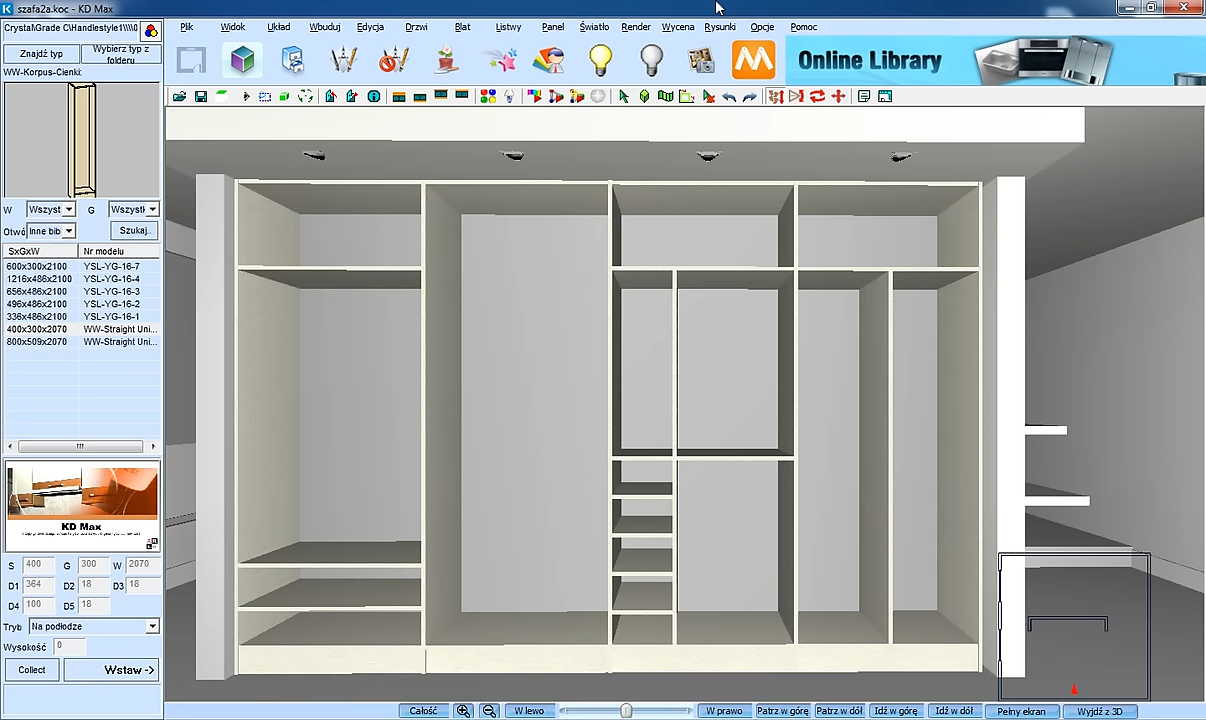 szafa2a.koc - KD Max
Crystal\Grade C\Handlestyle1\\\\0
Plik Widok Układ Wbuduj Edycja Drzwi Blat Listwy Panel Światło Render Wycena Rysunki Opcje Pomoc
Znajdź typ
Wybierz typ z folderu
WW-Korpus-Cienki:
Online Library
W Wszyst G Wszystk
Otwó Inne bib Szukaj..
SxGxW Nr modelu
600x300x2100 YSL-YG-16-7
1216x486x2100 YSL-YG-16-4
656x486x2100 YSL-YG-16-3
496x486x2100 YSL-YG-16-2
336x486x2100 YSL-YG-16-1
400x300x2070 WW-Straight Uni...
800x509x2070 WW-Straight Uni...
KD Max
S 400 G 300 W 2070
D1 364 D2 18 D3 18
D4 100 D5 18
Tryb Na podłodze
Wysokość 0
Collect Wstaw ->
Całość W lewo W prawo Patrz w górę Patrz w dół Idź w górę Idź w dół Pełny ekran Wyjdź z 3D